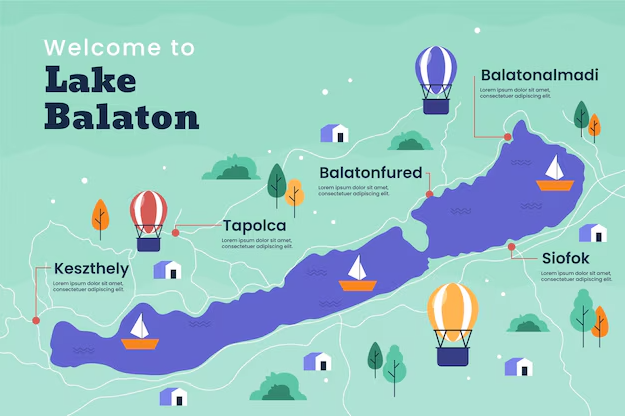 Welcome to
Lake
Balaton
Balatonalmadi
Lorem ipsum dolor sit amet,
consectetuer adipiscing elit.
Balatonfured
Lorem ipsum dolor sit amet,
consectetuer adipiscing elit.
Tapolca
Lorem ipsum dolor sit amet,
consectetuer adipiscing elit.
Siofok
Lorem ipsum dolor sit amet,
consectetuer adipiscing elit.
Keszthely
Lorem ipsum dolor sit amet,
consectetuer adipiscing elit.